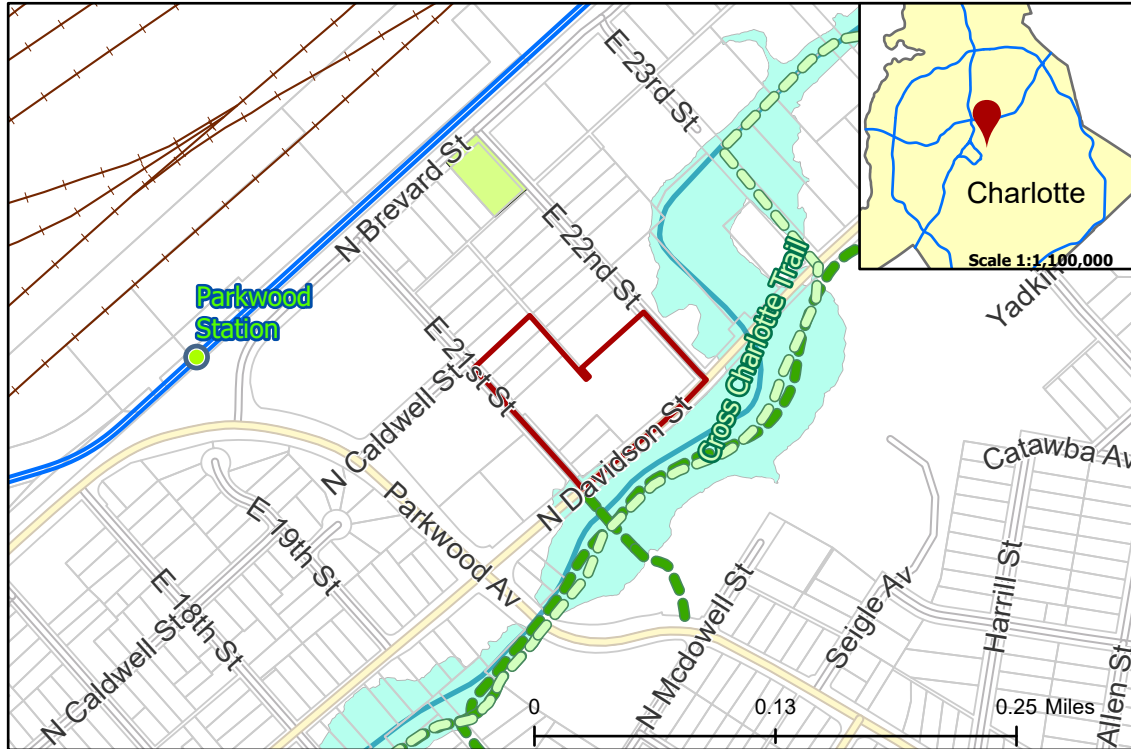 E 23rd St
N Brevard St
E 22nd St
Parkwood
Station
E 21st St
N Caldwell St
N Davidson St
Cross Charlotte Trail
Parkwood Av
E 19th St
E 18th St
N Caldwell St
N Mcdowell St
Seigle Av
Harrill St
Allen St
Catawba Av
Yadkin
Charlotte
Scale 1:1,100,000
0
0.13
0.25 Miles